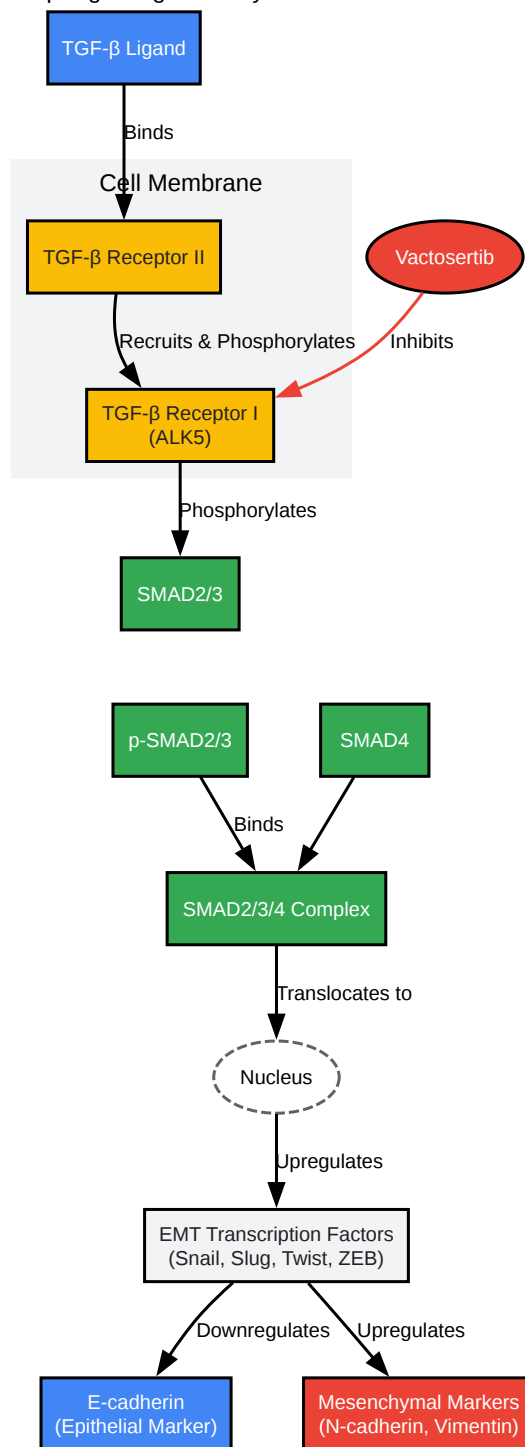 TGF-β Ligand
Binds
Cell Membrane
TGF-β Receptor II
Vactosertib
Recruits & Phosphorylates
Inhibits
TGF-β Receptor I
(ALK5)
Phosphorylates
SMAD2/3
p-SMAD2/3
SMAD4
Binds
SMAD2/3/4 Complex
Translocates to
Nucleus
Upregulates
EMT Transcription Factors
(Snail, Slug, Twist, ZEB)
Downregulates
Upregulates
E-cadherin
(Epithelial Marker)
Mesenchymal Markers
(N-cadherin, Vimentin)